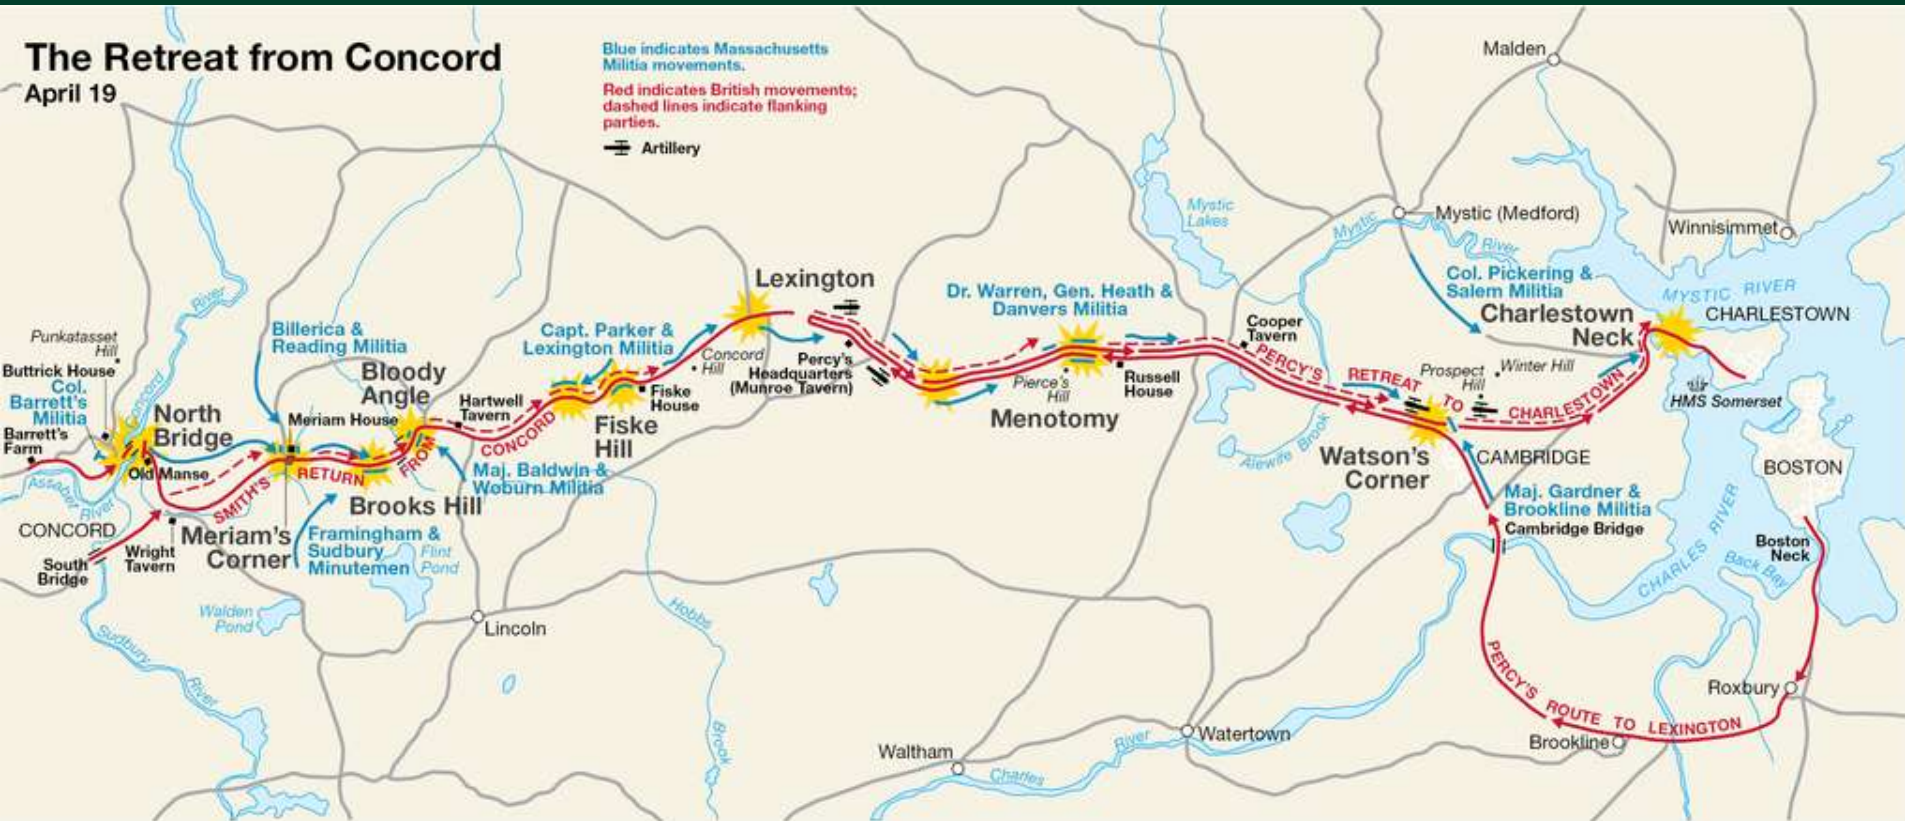 The Retreat from Concord
April 19
Blue indicates Massachusetts
Militia movements.
Red indicates British movements;
dashed lines indicate flanking
parties.
Artillery
Malden
Mystic (Medford)
Winnisimmet
Mystic
Lakes
Mystic
River
Col. Pickering &
Salem Militia
MYSTIC RIVER
Charlestown
Neck
CHARLESTOWN
HMS Somerset
Lexington
Dr. Warren, Gen. Heath &
Danvers Militia
Cooper
Tavern
Punkatasset
Hill
Buttrick House
Col.
Barrett's
Militia
Barrett's
Farm
Concord
River
North
Bridge
Old Manse
Assabet
River
CONCORD
South
Bridge
Wright
Tavern
Billerica &
Reading Militia
Bloody
Angle
Meriam House
Meriam's
Corner
SMITH'S
RETURN
FROM
CONCORD
Brooks Hill
Framingham &
Sudbury
Minutemen
Flint
Pond
Hartwell
Tavern
Maj. Baldwin &
Woburn Militia
Capt. Parker &
Lexington Militia
Fiske
House
Fiske
Hill
Concord
Hill
Percy's
Headquarters
(Munroe Tavern)
Pierce's
Hill
Menotomy
Russell
House
PERCY'S
RETREAT
TO
CHARLESTOWN
Prospect
Hill
Winter Hill
Alewife Brook
Watson's
Corner
CAMBRIDGE
Maj. Gardner &
Brookline Militia
Cambridge Bridge
BOSTON
Boston
Neck
CHARLES RIVER
Back Bay
Walden
Pond
Sudbury
River
Lincoln
Hobbs
Brook
Waltham
Charles
River
Watertown
PERCY'S ROUTE TO LEXINGTON
Roxbury
Brookline